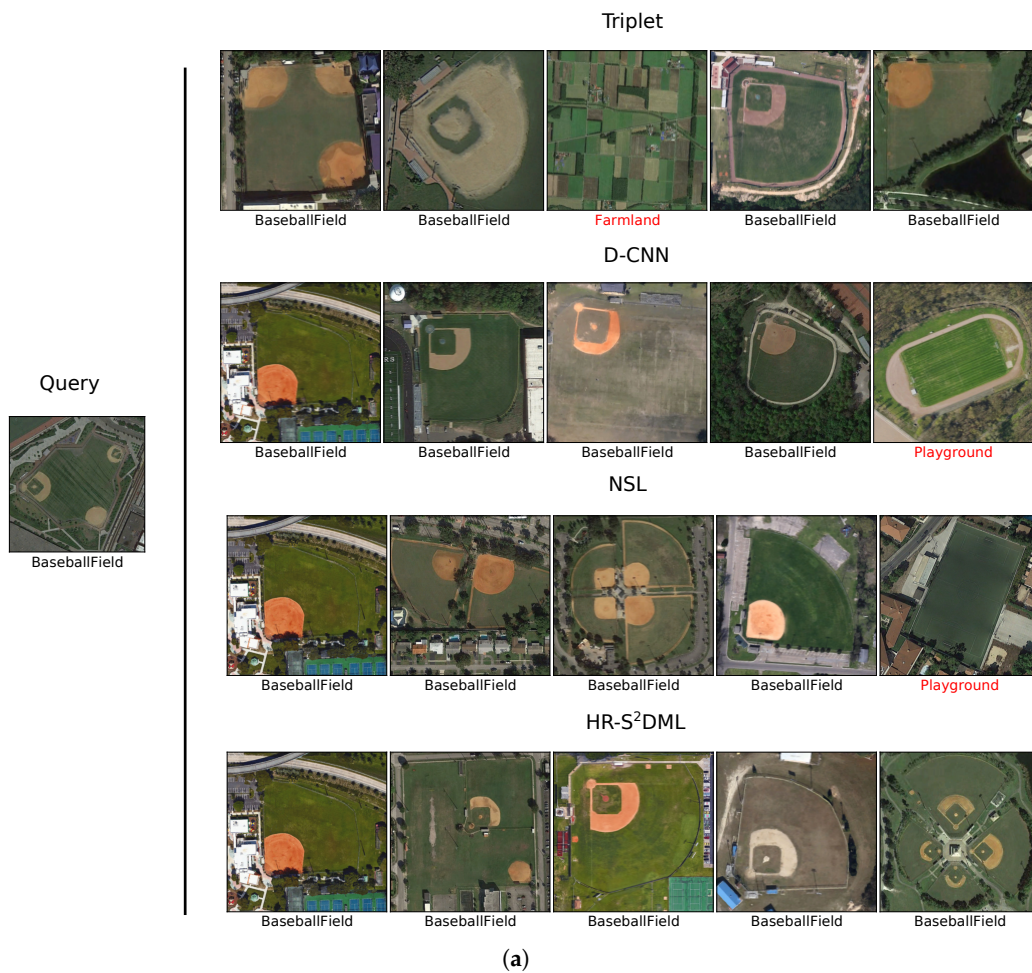 Triplet
BaseballField BaseballField Farmland BaseballField BaseballField
D-CNN
BaseballField BaseballField BaseballField BaseballField Playground
NSL
Query
BaseballField
BaseballField BaseballField BaseballField BaseballField Playground
HR-S²DML
BaseballField BaseballField BaseballField BaseballField BaseballField
(a)